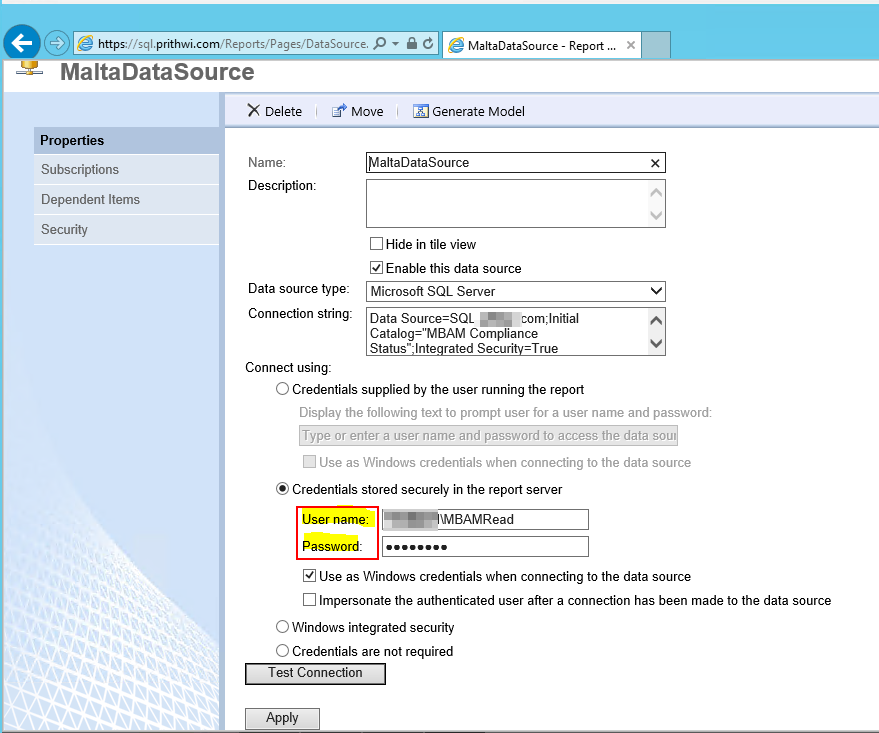 https://sql.prithwi.com/Reports/Pages/DataSource.
MaltaDataSource - Report ...
MaltaDataSource
Delete
Move
Generate Model
Properties
Subscriptions
Dependent Items
Security
Name:
MaltaDataSource
Description:
Hide in tile view
Enable this data source
Data source type:
Microsoft SQL Server
Connection string:
Data Source=SQL com;Initial
Catalog="MBAM Compliance
Status";Integrated Security=True
Connect using:
Credentials supplied by the user running the report
Display the following text to prompt user for a user name and password:
Type or enter a user name and password to access the data sour
Use as Windows credentials when connecting to the data source
Credentials stored securely in the report server
User name:
\MBAMRead
Password:
●●●●●●●●
Use as Windows credentials when connecting to the data source
Impersonate the authenticated user after a connection has been made to the data source
Windows integrated security
Credentials are not required
Test Connection
Apply